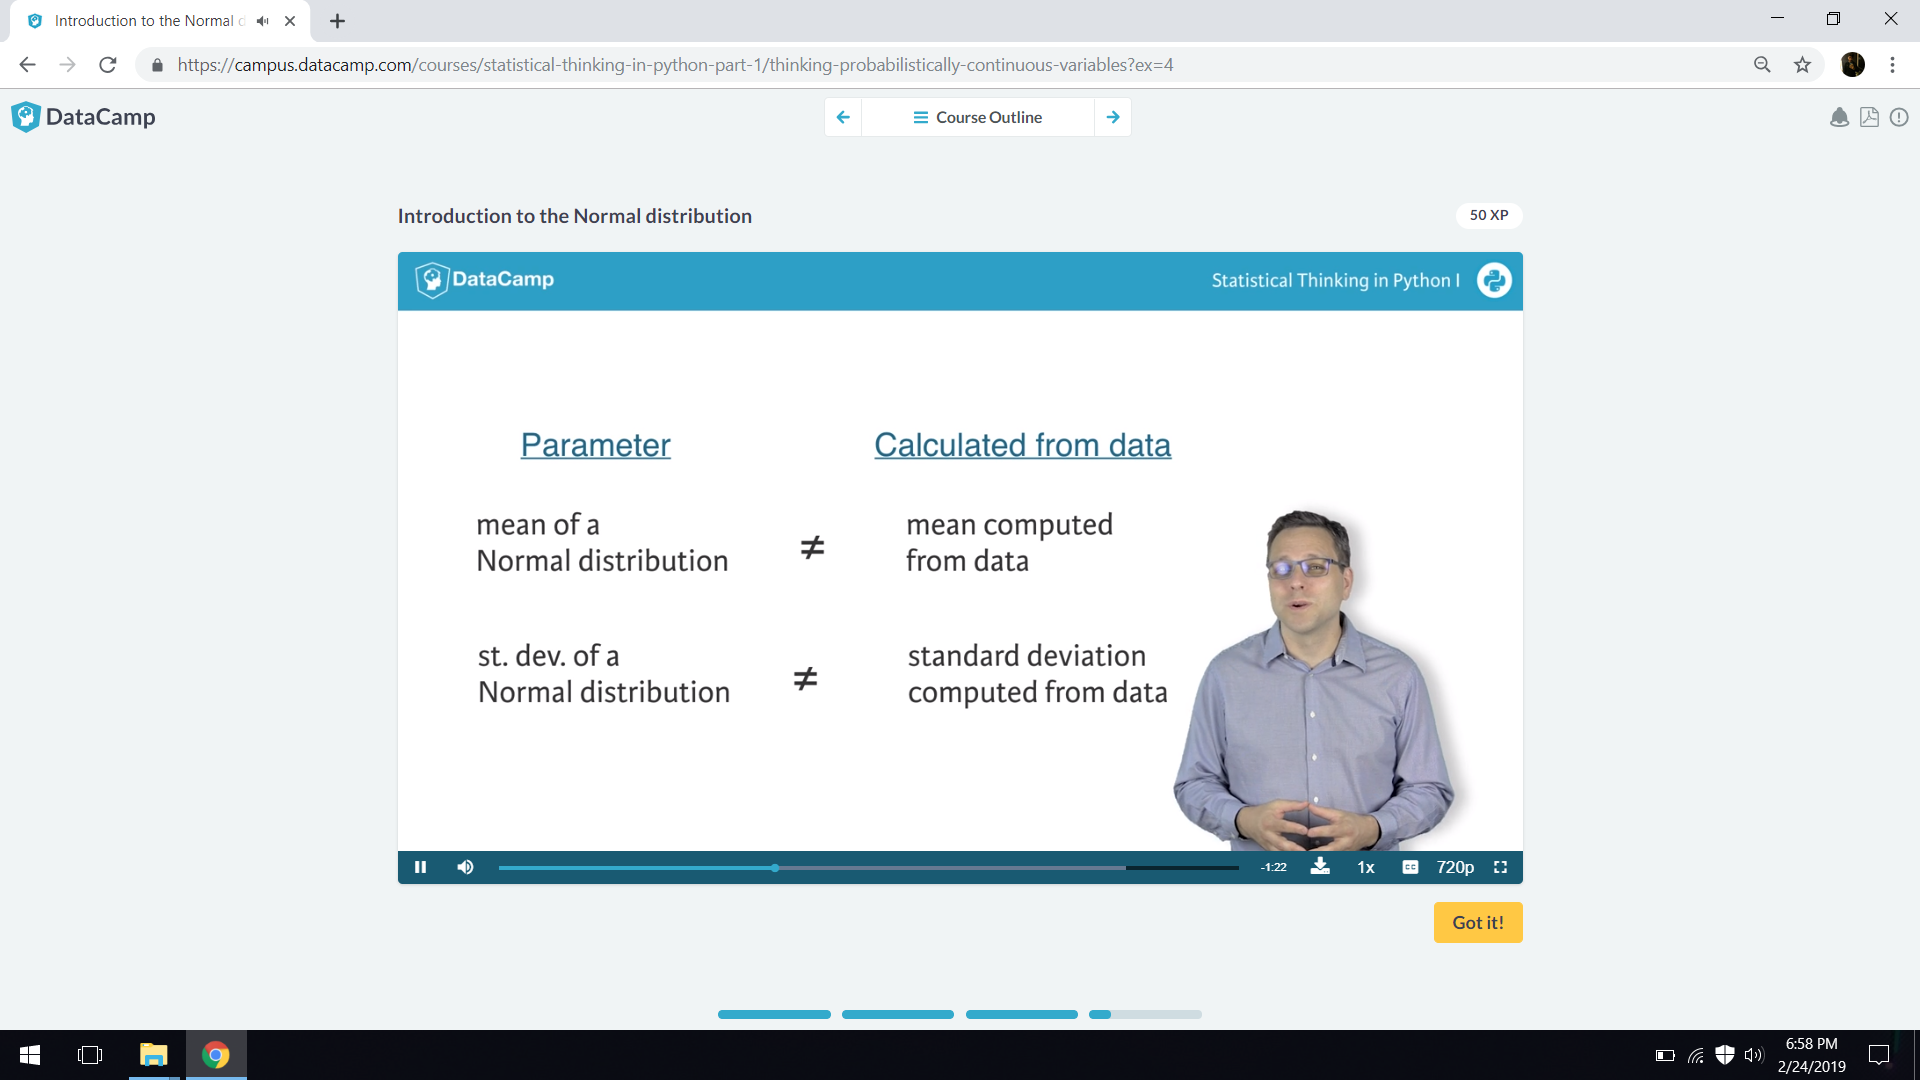 Introduction to the Normal d
https://campus.datacamp.com/courses/statistical-thinking-in-python-part-1/thinking-probabilistically-continuous-variables?ex=4
DataCamp
Course Outline
Introduction to the Normal distribution
50 XP
DataCamp
Statistical Thinking in Python I
Parameter
Calculated from data
mean of a
Normal distribution
≠
mean computed
from data
st. dev. of a
Normal distribution
≠
standard deviation
computed from data
-1:22
1x
CC
720p
Got it!
6:58 PM
2/24/2019